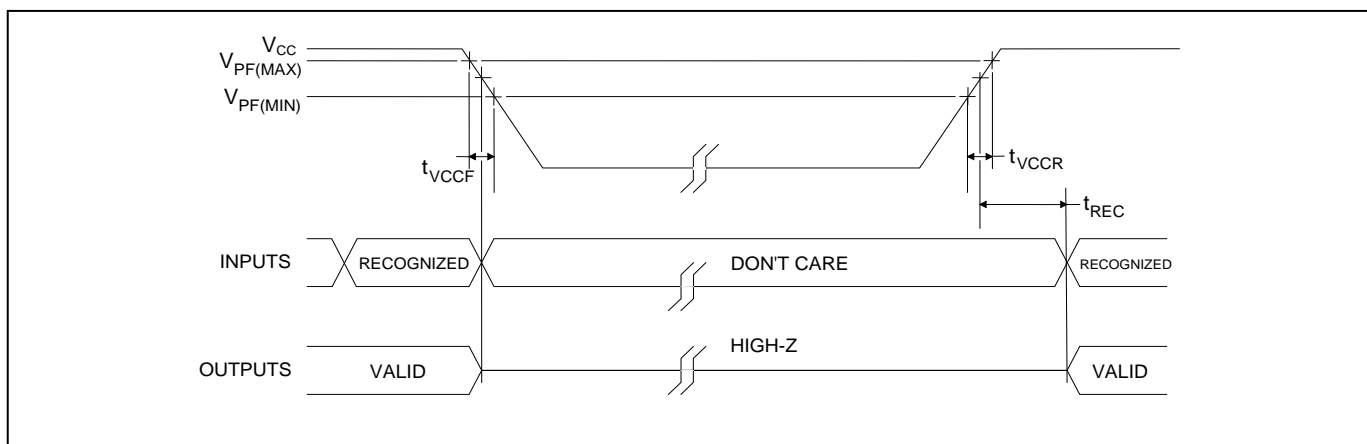 VCC
VPF(MAX)
VPF(MIN)
tVCCF
tVCCR
tREC
INPUTS RECOGNIZED DON'T CARE RECOGNIZED
HIGH-Z
OUTPUTS VALID VALID